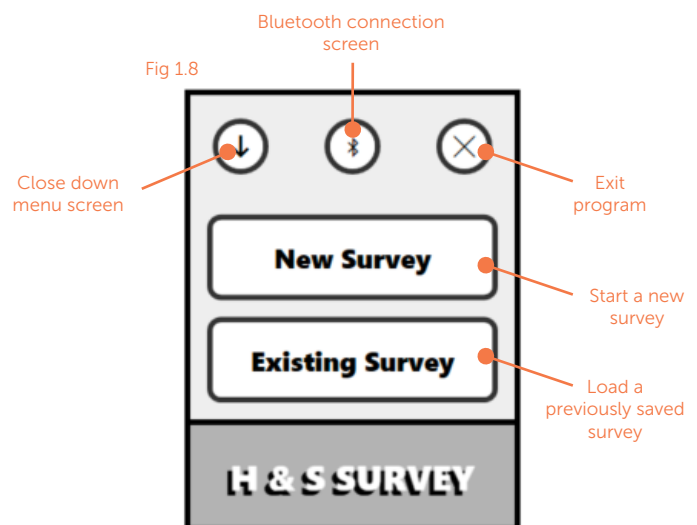 Bluetooth connection
screen
Fig 1.8
Close down
menu screen
Exit
program
New Survey
Start a new
survey
Existing Survey
Load a
previously saved
survey
H & S SURVEY